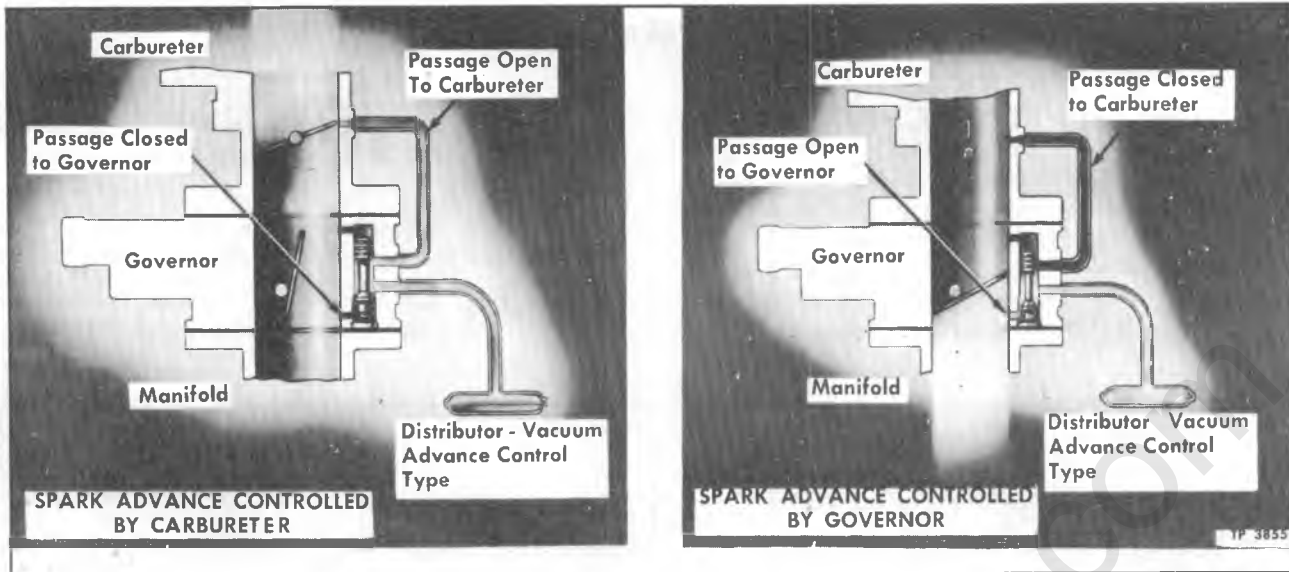 Carbureter
Passage Open
To Carbureter
Passage Closed
to Governor
Governor
Manifold
Distributor - Vacuum
Advance Control
Type
SPARK ADVANCE CONTROLLED
BY CARBURETER
Carbureter
Passage Closed
to Carbureter
Passage Open
to Governor
Governor
Manifold
Distributor Vacuum
Advance Control
Type
SPARK ADVANCE CONTROLLED
BY GOVERNOR
TP 3855
com